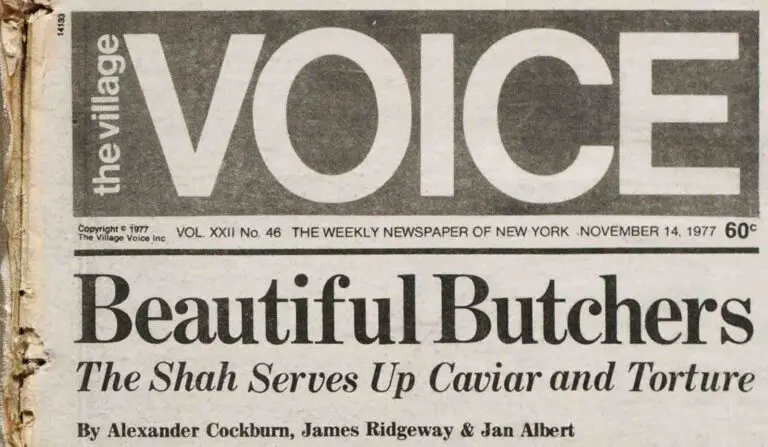 14133
the village
VOICE
Copyright © 1977
The Village Voice Inc
VOL. XXII No. 46 THE WEEKLY NEWSPAPER OF NEW YORK NOVEMBER 14, 1977 60c
Beautiful Butchers
The Shah Serves Up Caviar and Torture
By Alexander Cockburn, James Ridgeway & Jan Albert